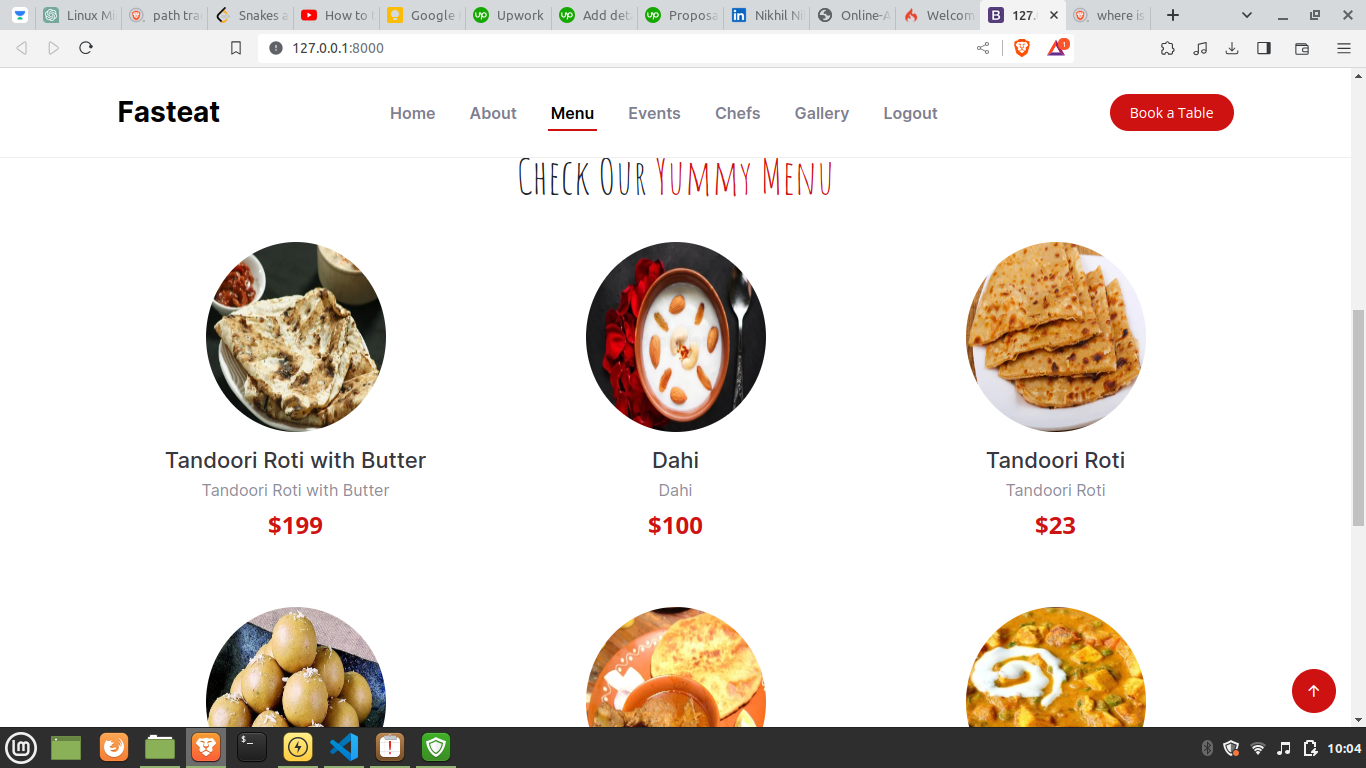 Linux Mi
path tra
Snakes a
How to
Google
Upwork
Add det
Proposa
Nikhil Ni
Online-A
Welcom
127.
where is
127.0.0.1:8000
1
Fasteat
Home About Menu Events Chefs Gallery Logout
Book a Table
Check Our Yummy Menu
Tandoori Roti with Butter
Tandoori Roti with Butter
$199
Dahi
Dahi
$100
Tandoori Roti
Tandoori Roti
$23
10:04